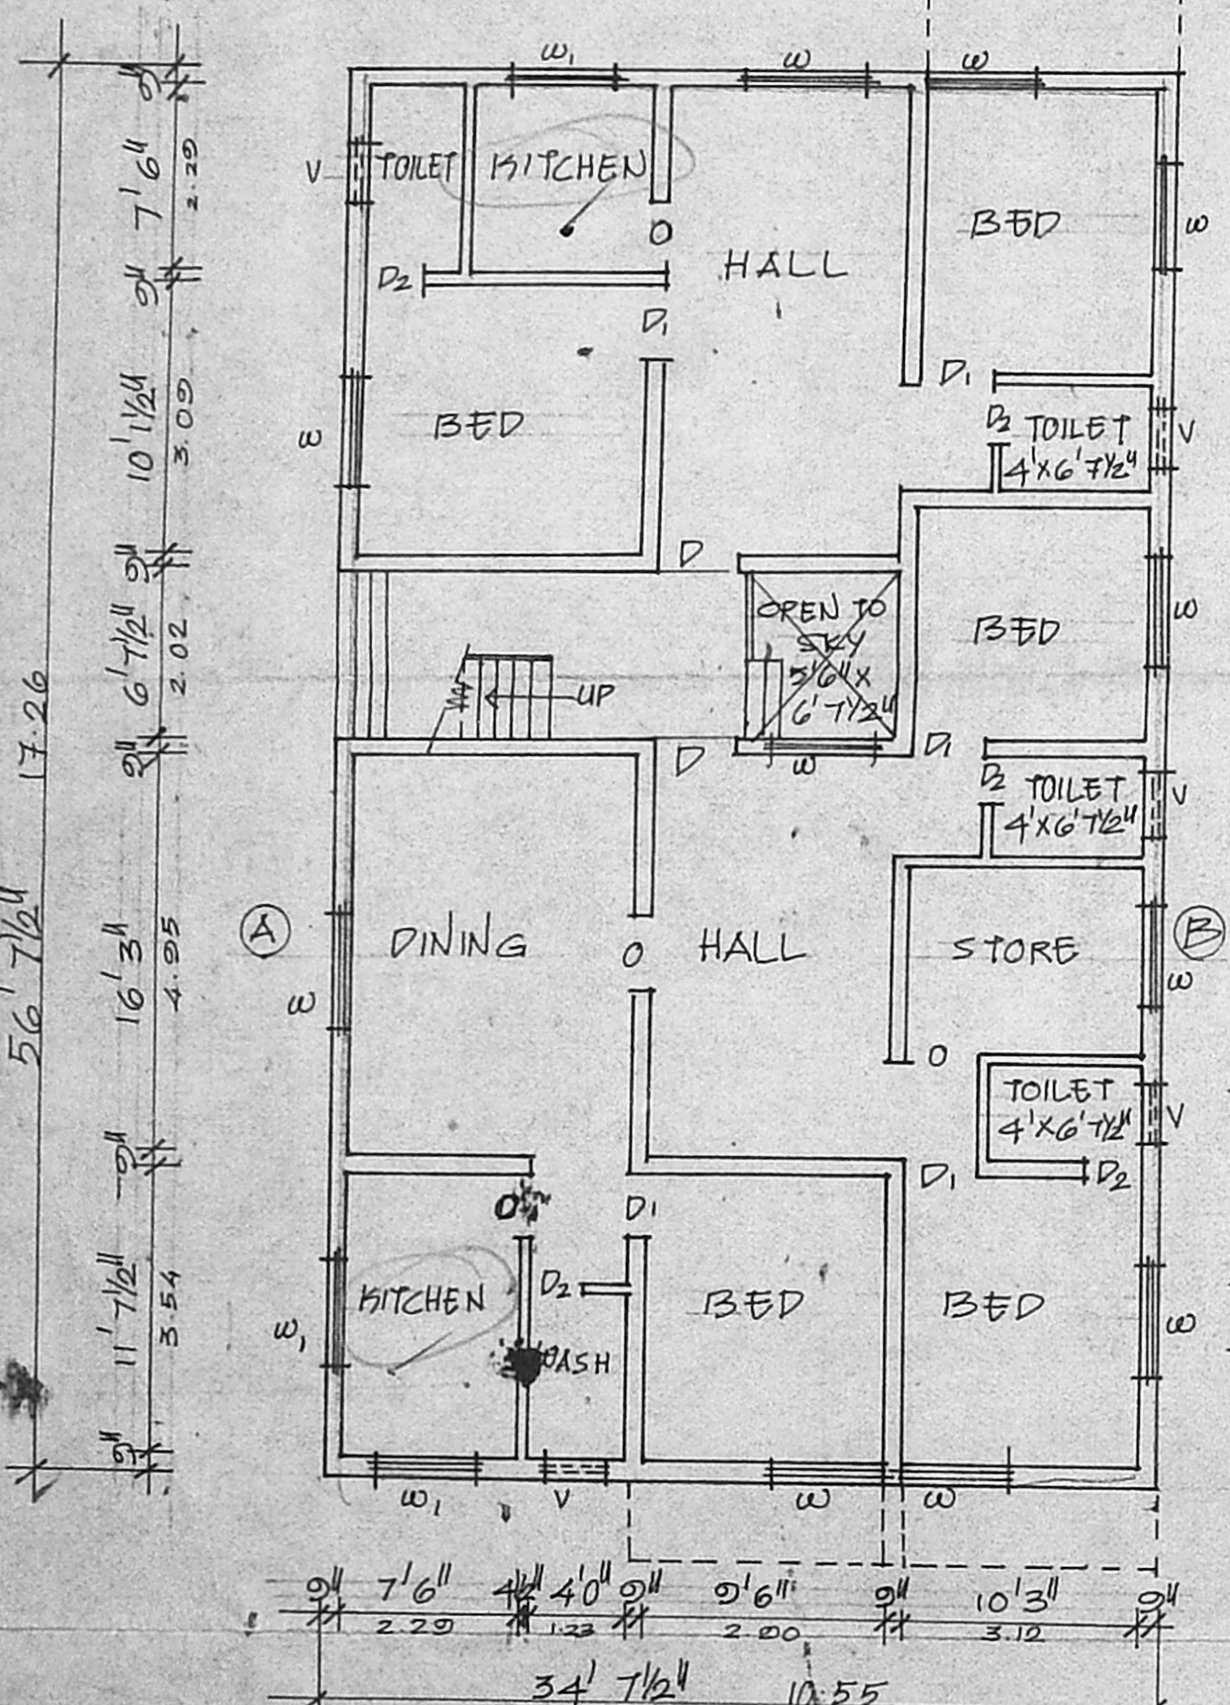 W1 W W
9"
7'6"
2.29
V TOILET KITCHEN
O
BED
W
HALL
9"
D2
D1
D1
10'1½"
3.09
W
BED
D2 TOILET
4'X6'7½"
V
9"
D
6'7½"
2.02
OPEN TO
SKY
5'6" X
6'7½"
BED
W
UP
9"
D
W
D1
D2 TOILET
4'X6'7½"
V
56'7½" 17.26
16'3"
4.95
A
W
DINING
O
HALL
STORE
B
W
O
TOILET
4'X6'7½"
V
9"
D1
D2
O
D1
11'7½"
3.54
W1
KITCHEN
D2
BED
BED
W
9"
W1 V W W
9" 7'6" 4½" 4'0" 9" 9'6" 9" 10'3" 9"
2.29 1.23 2.90 3.12
34'7½" 10.55